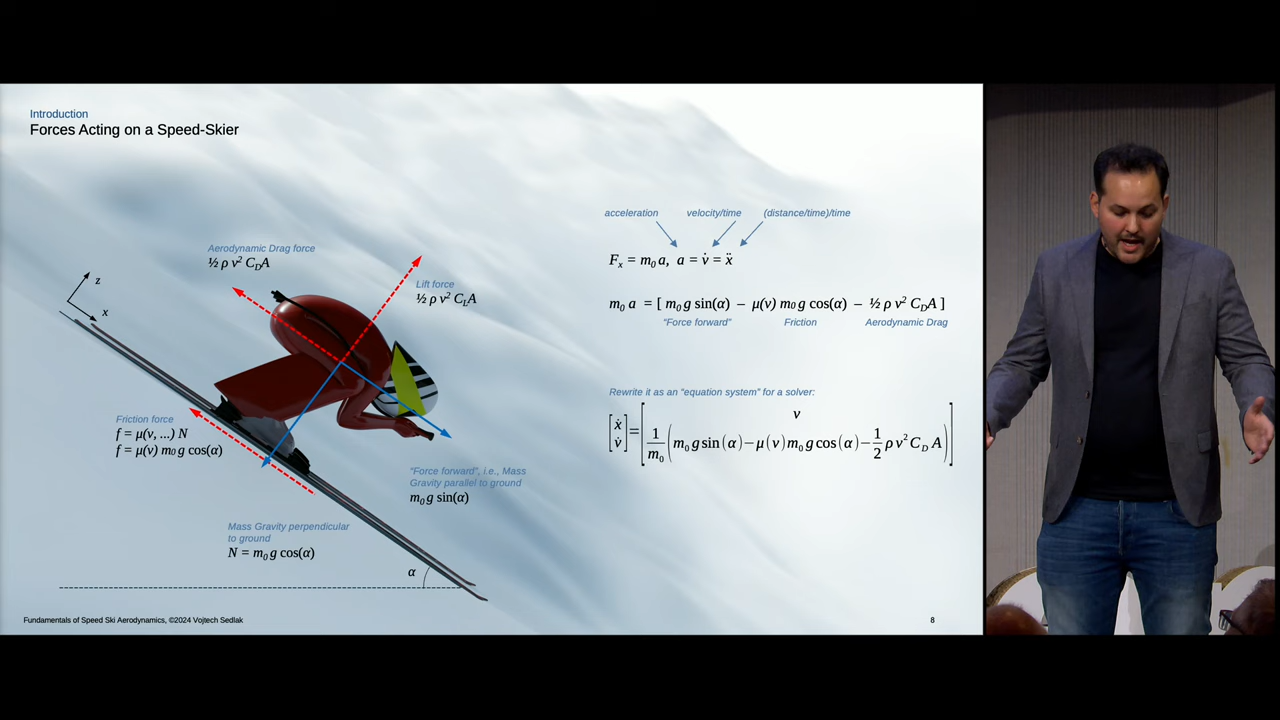 Introduction
Forces Acting on a Speed-Skier
Aerodynamic Drag force
½ ρ v² C_D A
Lift force
½ ρ v² C_L A
z
x
Friction force
f = μ(v, ...) N
f = μ(v) m₀ g cos(α)
"Force forward", i.e., Mass
Gravity parallel to ground
m₀ g sin(α)
Mass Gravity perpendicular
to ground
N = m₀ g cos(α)
α
acceleration velocity/time (distance/time)/time
Fₓ = m₀ a, a = v̇ = ẍ
m₀ a = [ m₀ g sin(α) − μ(v) m₀ g cos(α) − ½ ρ v² C_D A ]
“Force forward” Friction Aerodynamic Drag
Rewrite it as an “equation system” for a solver:
[ẋ v̇] = [v 1/m₀ (m₀ g sin(α) − μ(v) m₀ g cos(α) − 1/2 ρ v² C_D A)]
Fundamentals of Speed Ski Aerodynamics, ©2024 Vojtech Sedlak
8